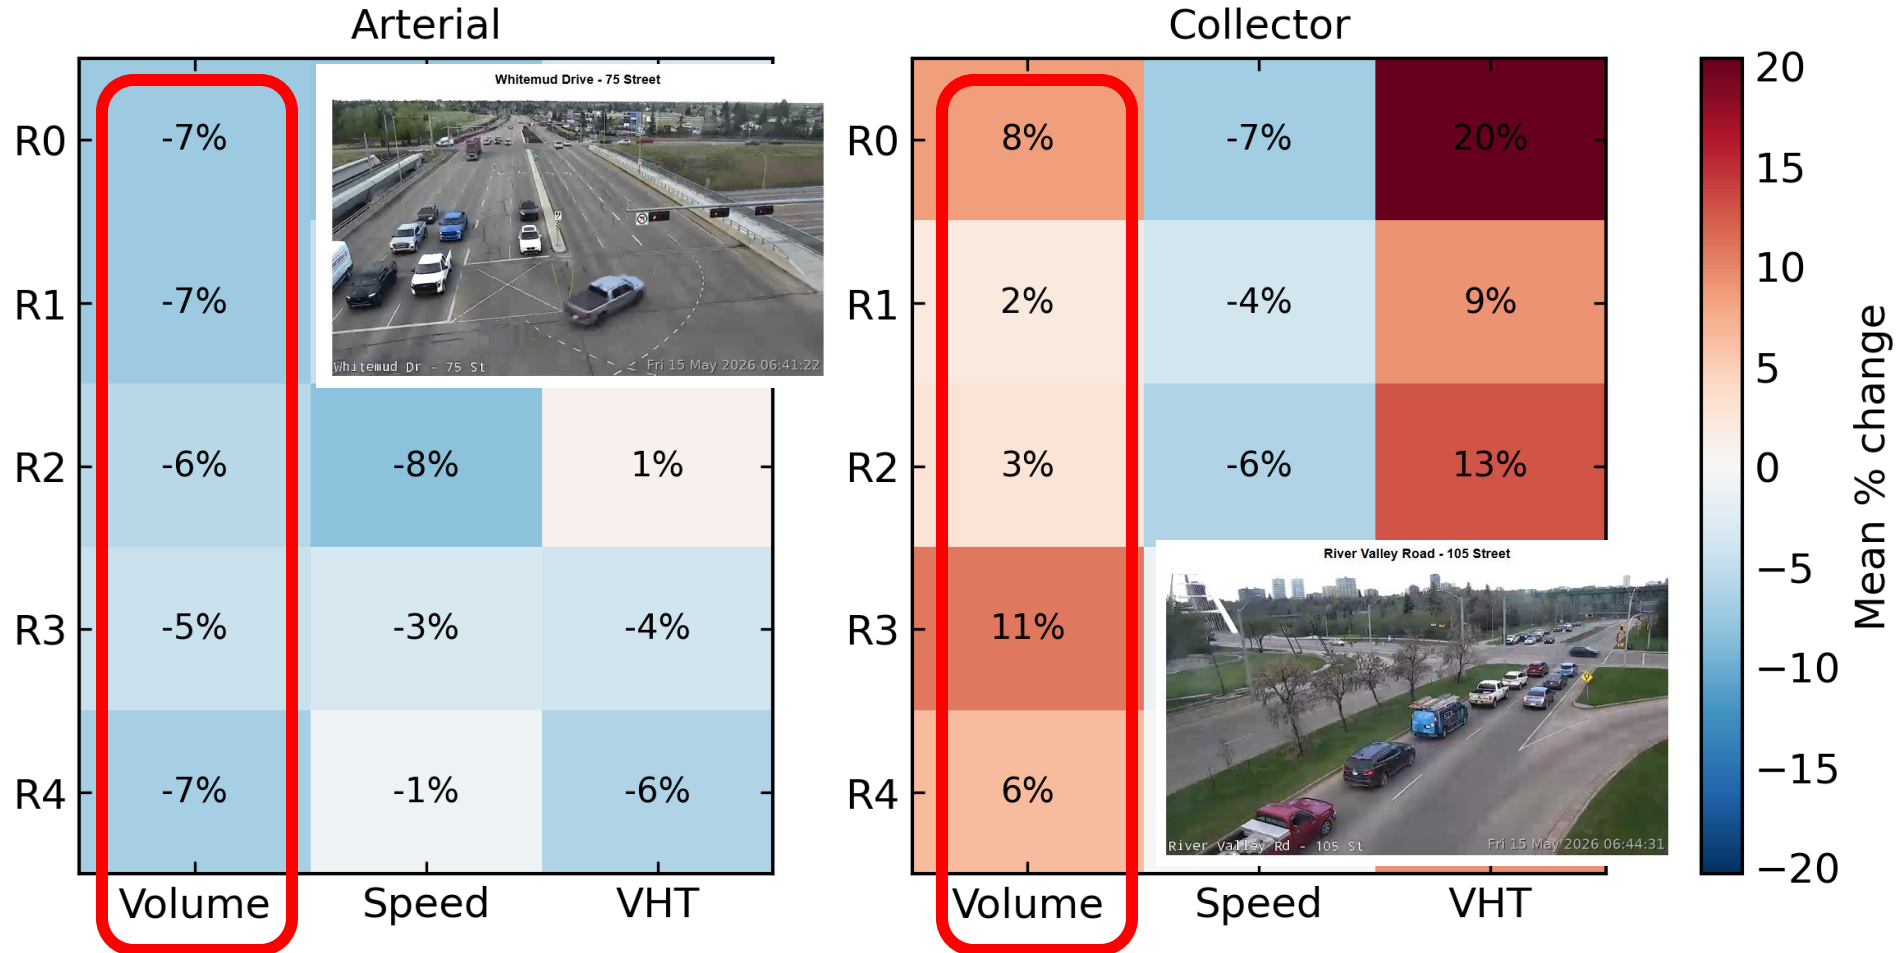 Arterial
Collector
Whitemud Drive - 75 Street
Whitemud Dr - 75 St
Fri 15 May 2026 06:41:22
R0
-7%
R1
-7%
R2
-6%
-8%
1%
R3
-5%
-3%
-4%
R4
-7%
-1%
-6%
Volume
Speed
VHT
R0
8%
-7%
20%
R1
2%
-4%
9%
R2
3%
-6%
13%
R3
11%
R4
6%
River Valley Road - 105 Street
River Valley Rd - 105 St
Fri 15 May 2026 06:44:31
Volume
Speed
VHT
20
15
10
5
0
−5
−10
−15
−20
Mean % change